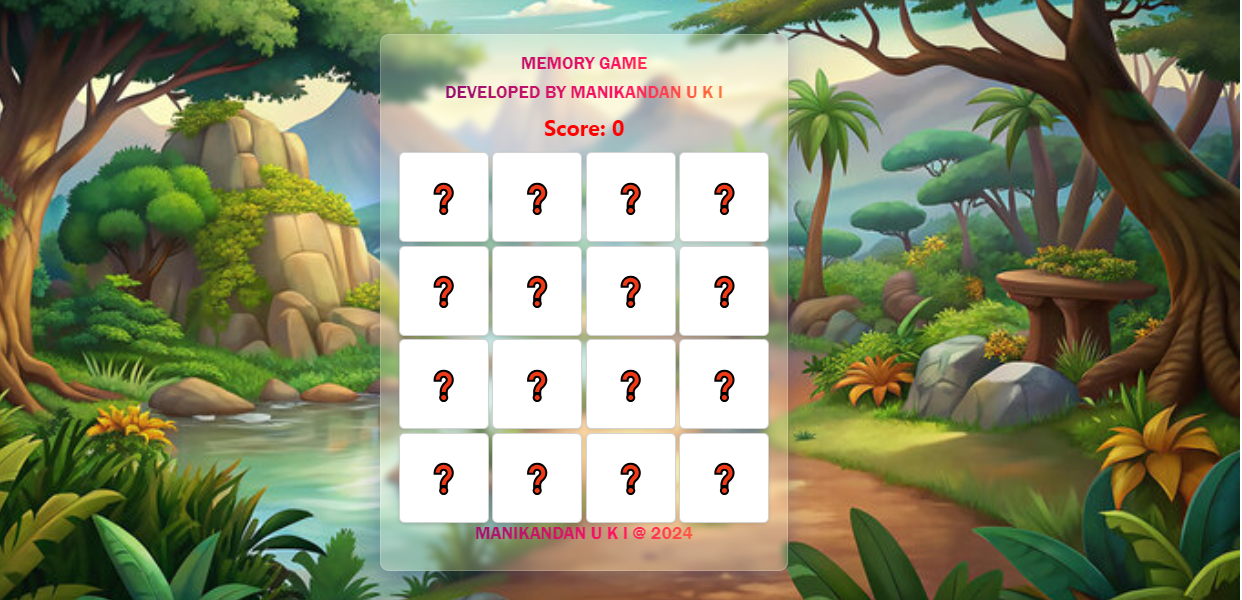 MEMORY GAME
DEVELOPED BY MANIKANDAN U K I
Score: 0
? ? ? ?
? ? ? ?
? ? ? ?
? ? ? ?
MANIKANDAN U K I @ 2024